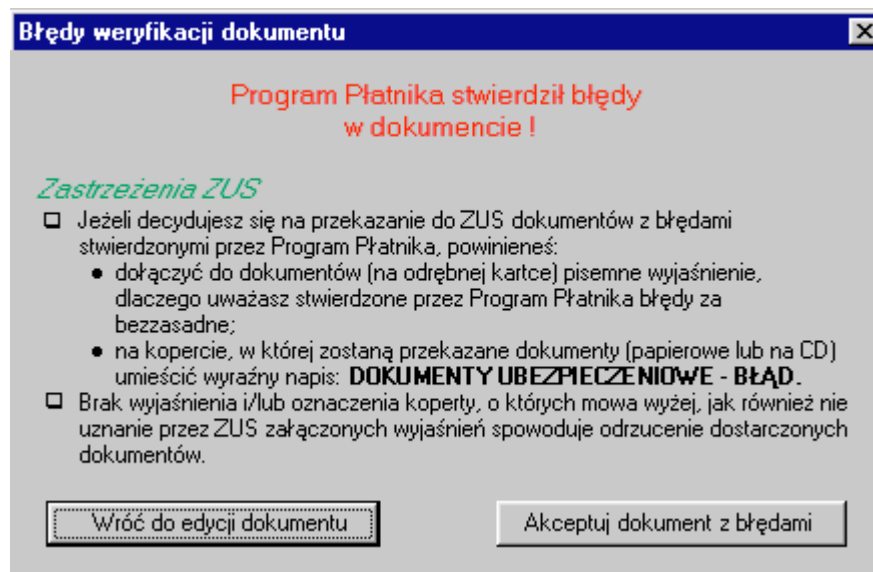 Błędy weryfikacji dokumentu
Program Płatnika stwierdził błędy
w dokumencie !
Zastrzeżenia ZUS
Jeżeli decydujesz się na przekazanie do ZUS dokumentów z błędami
stwierdzonymi przez Program Płatnika, powinieneś:
● dołączyć do dokumentów (na odrębnej kartce) pisemne wyjaśnienie,
dlaczego uważasz stwierdzone przez Program Płatnika błędy za
bezzasadne;
● na kopercie, w której zostaną przekazane dokumenty (papierowe lub na CD)
umieścić wyraźny napis: DOKUMENTY UBEZPIECZENIOWE - BŁĄD.
Brak wyjaśnienia i/lub oznaczenia koperty, o których mowa wyżej, jak również nie
uznanie przez ZUS załączonych wyjaśnień spowoduje odrzucenie dostarczonych
dokumentów.
Wróć do edycji dokumentu
Akceptuj dokument z błędami